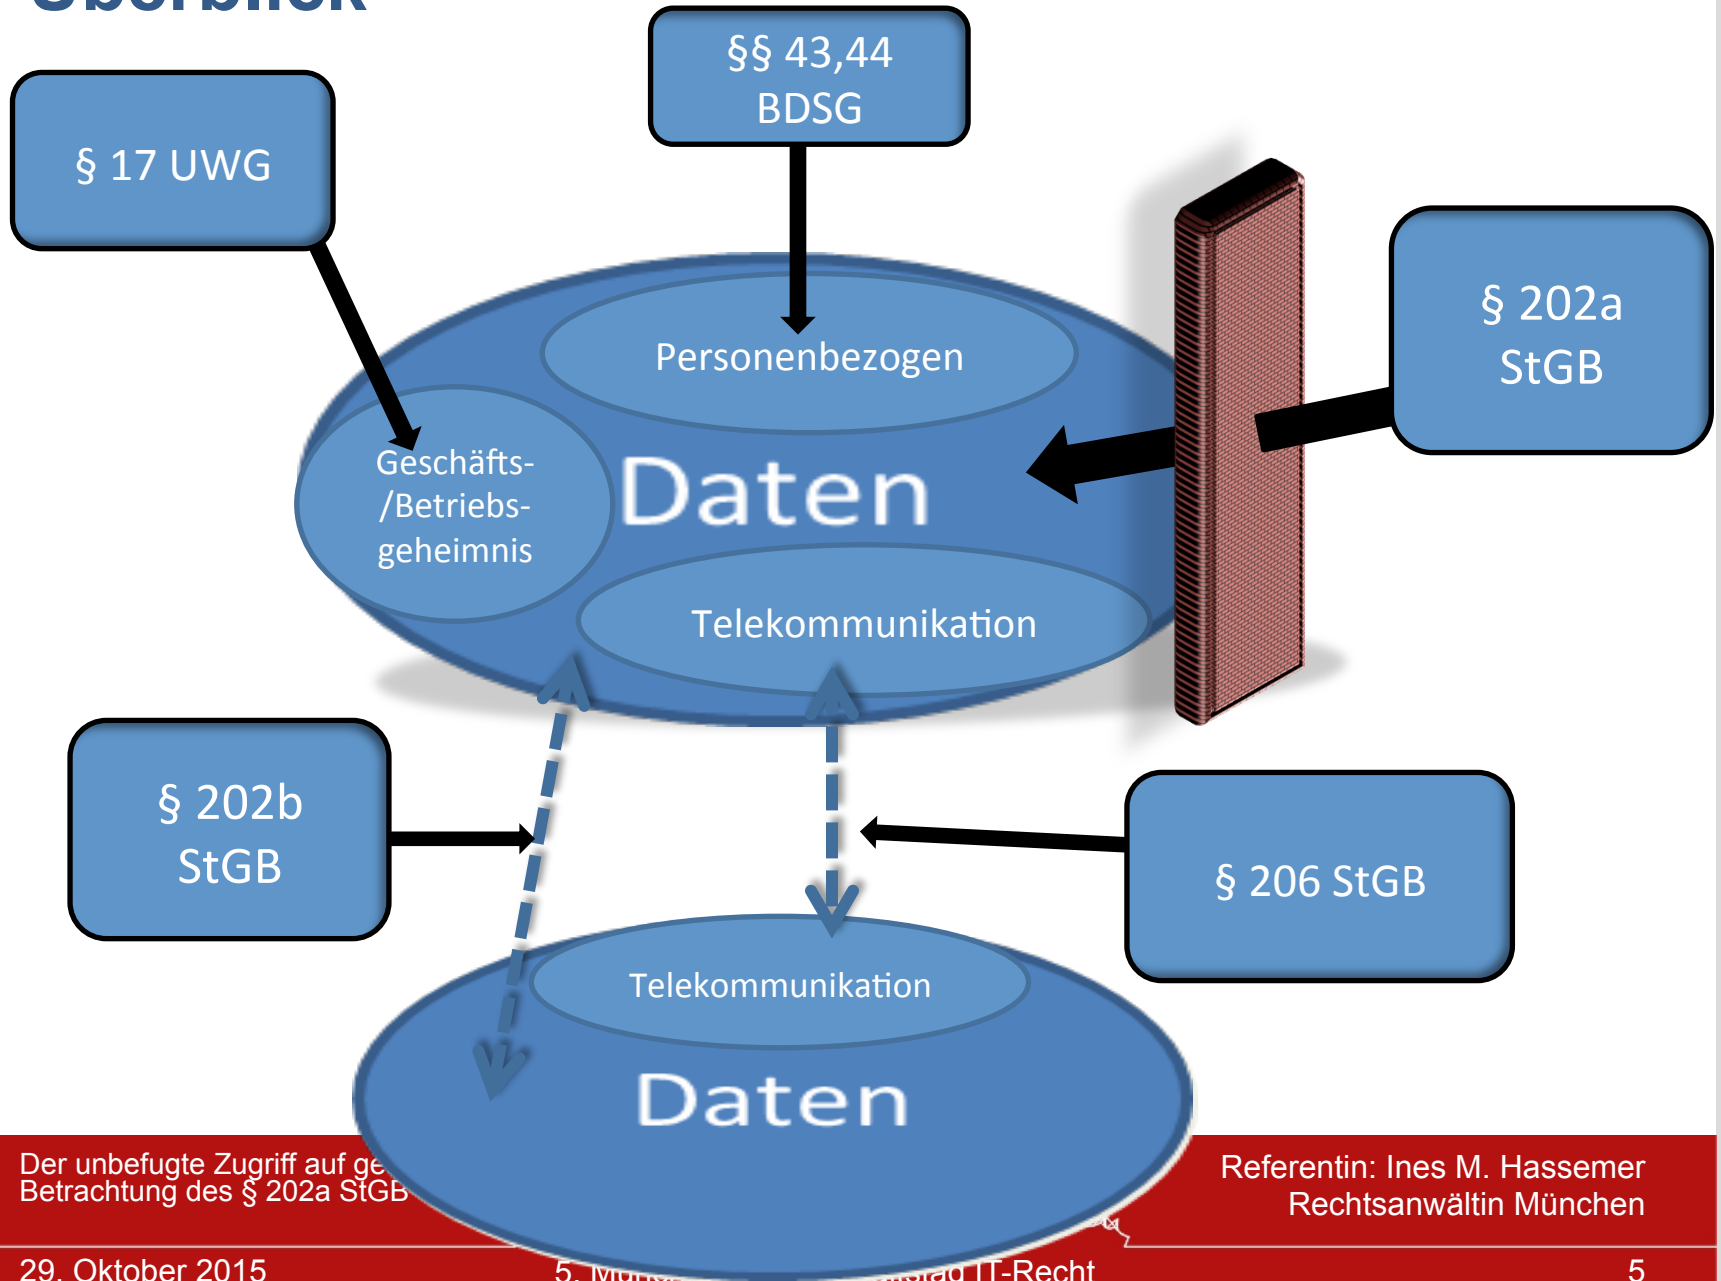 Überblick
§§ 43,44
BDSG
§ 17 UWG
§ 202a
StGB
Personenbezogen
Geschäfts-
/Betriebs-
geheimnis
Daten
Telekommunikation
§ 202b
StGB
§ 206 StGB
Telekommunikation
Daten
Der unbefugte Zugriff auf
Betrachtung des § 202a StGB
Referentin: Ines M. Hassemer
Rechtsanwältin München
29. Oktober 2015
5. IT-Recht
5